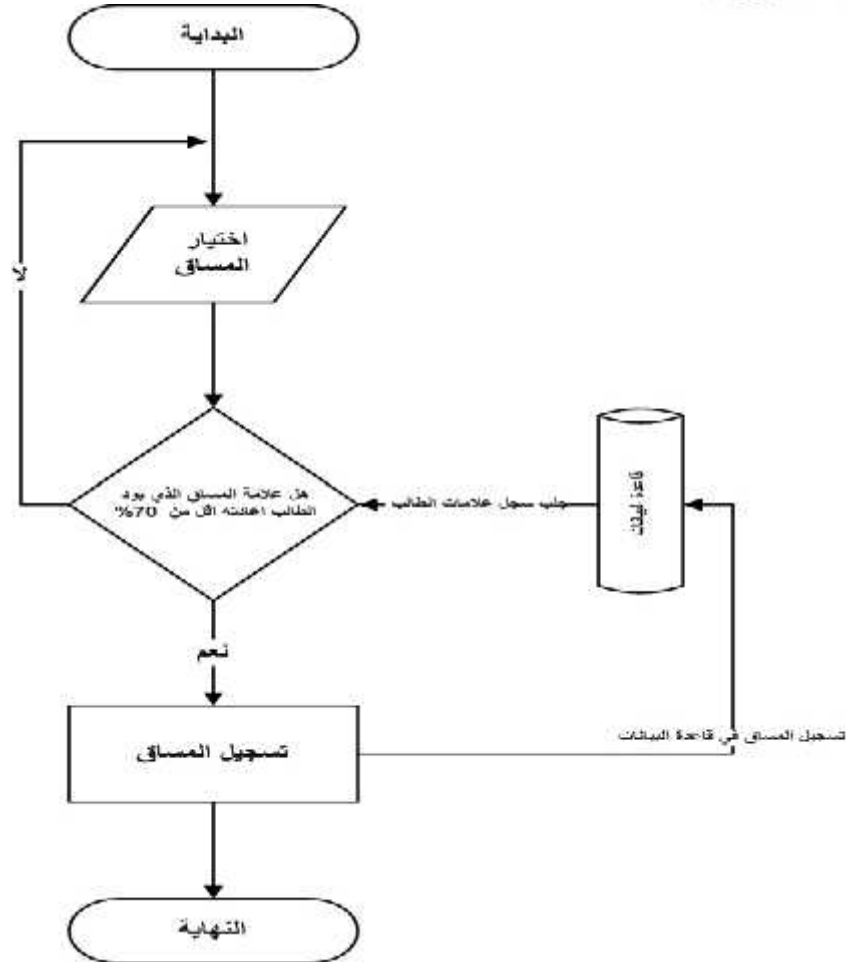 البداية
اختيار
المساق
لا
هل علامة المساق الذي يود
الطالب اعادته اقل من 70%
جلب سجل علامات الطالب
قاعدة البيانات
نعم
تسجيل المساق
تسجيل المساق في قاعدة البيانات
النهاية